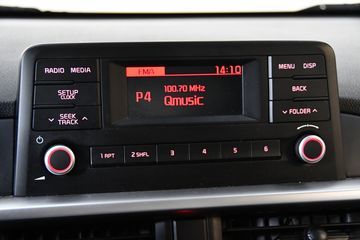 RADIO MEDIA
SETUP
CLOCK
SEEK
TRACK
14:10
P4
100.70 MHz
Qmusic
MENU DISP
BACK
FOLDER
1 RPT 2 SHFL 3 4 5 6